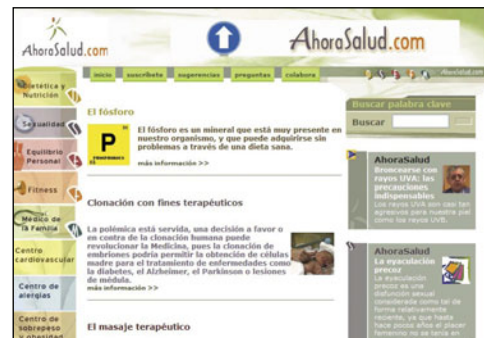 AhoraSalud.com
AhoraSalud.com
inicio suscríbete sugerencias preguntas colabora
AhoraSalud.com
Dietética y
Nutrición
Sexualidad
Equilibrio
Personal
Fitness
Médico de
la Familia
Centro
cardiovascular
Centro de
alergias
Centro de
sobrepeso
y obesidad
El fósforo
P
El fósforo es un mineral que está muy presente en
nuestro organismo, y que puede adquirirse sin
problemas a través de una dieta sana.
más información >>
Clonación con fines terapéuticos
La polémica está servida, una decisión a favor o
en contra de la clonación humana puede
revolucionar la Medicina, pues la clonación de
embriones podría permitir la obtención de células
madre para el tratamiento de enfermedades como
la diabetes, el Alzheimer, el Parkinson o lesiones
de médula.
más información >>
El masaje terapéutico
Buscar palabra clave
Buscar
AhoraSalud
Broncearse con
rayos UVA: las
precauciones
indispensables
Los rayos UVA son casi tan
agresivos para nuestra piel
como los rayos UVB.
AhoraSalud
La eyaculación
precoz
La eyaculación
precoz es una
disfunción sexual
considerada como tal de
forma relativamente
reciente, ya que hasta
hace pocos años el placer
femenino no se tenía en